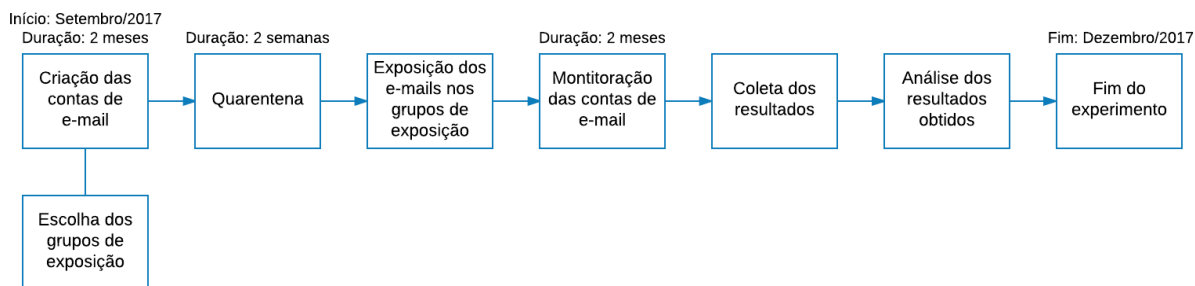 Início: Setembro/2017
Duração: 2 meses
Criação das
contas de
e-mail
Escolha dos
grupos de
exposição
Duração: 2 semanas
Quarentena
Exposição dos
e-mails nos
grupos de
exposição
Duração: 2 meses
Montitoração
das contas de
e-mail
Coleta dos
resultados
Análise dos
resultados
obtidos
Fim: Dezembro/2017
Fim do
experimento